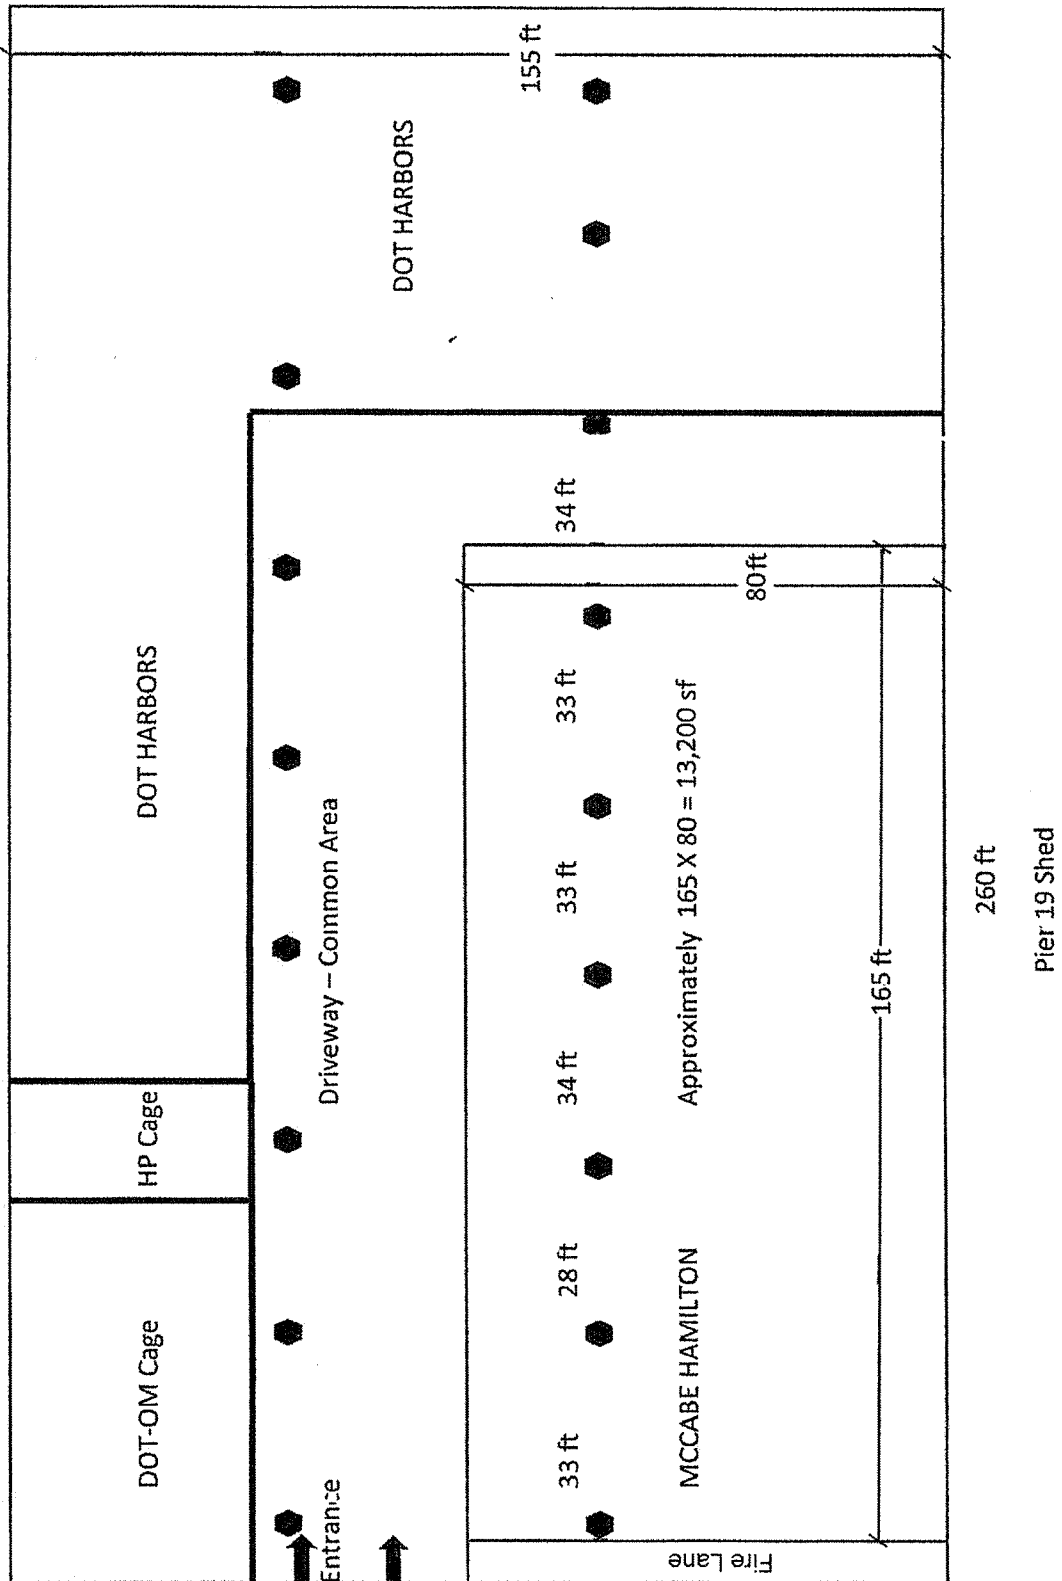 155 ft
DOT HARBORS
DOT HARBORS
34 ft
80ft
33 ft
33 ft
34 ft
28 ft
33 ft
Approximately 165 X 80 = 13,200 sf
MCCABE HAMILTON
165 ft
Driveway – Common Area
HP Cage
DOT-OM Cage
Entrance
Fire Lane
260 ft
Pier 19 Shed